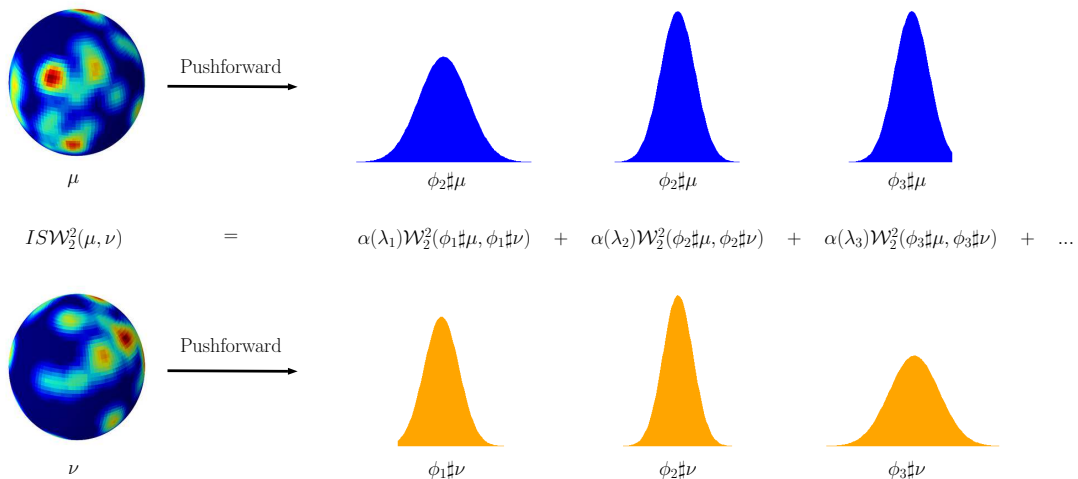 Pushforward
μ ϕ₂♯μ ϕ₂♯μ ϕ₃♯μ
ISW₂²(μ, ν) = α(λ₁)W₂²(ϕ₁♯μ, ϕ₁♯ν) + α(λ₂)W₂²(ϕ₂♯μ, ϕ₂♯ν) + α(λ₃)W₂²(ϕ₃♯μ, ϕ₃♯ν) + ...
Pushforward
ν ϕ₁♯ν ϕ₂♯ν ϕ₃♯ν